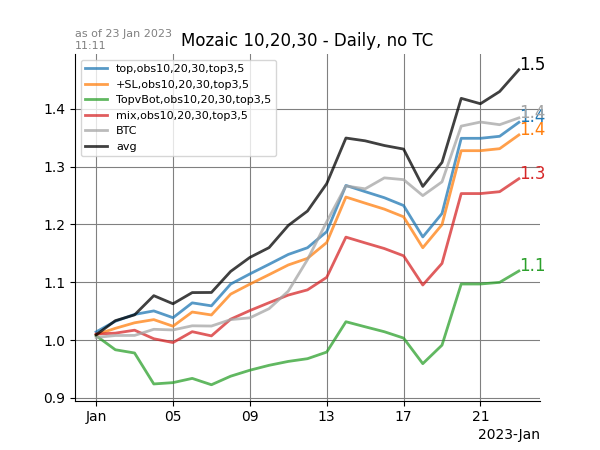 as of 23 Jan 2023
11:11
Mozaic 10,20,30 - Daily, no TC
top,obs10,20,30,top3,5
+SL,obs10,20,30,top3,5
TopvBot,obs10,20,30,top3,5
mix,obs10,20,30,top3,5
BTC
avg
1.5
1.4
1.4
1.4
1.3
1.1
1.4
1.3
1.2
1.1
1.0
0.9
Jan 05 09 13 17 21
2023-Jan